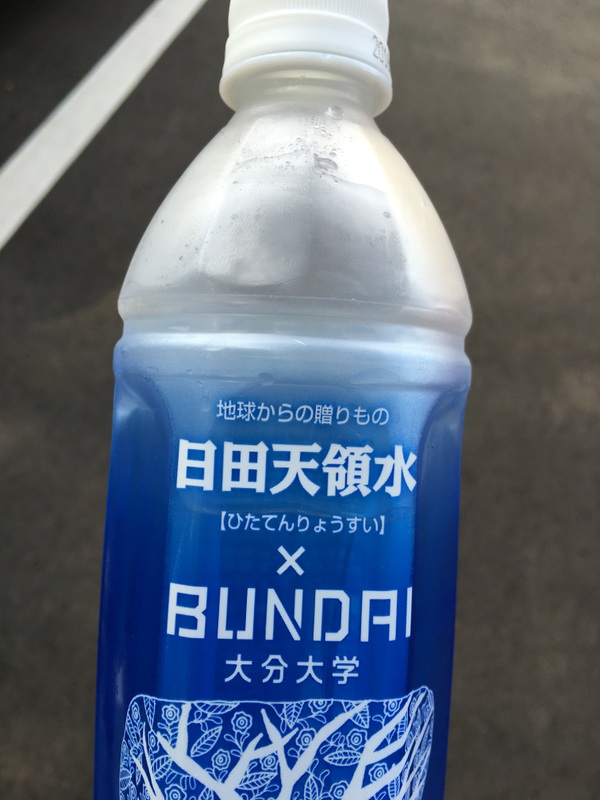 地球からの贈りもの
日田天領水
【ひたてんりょうすい】
×
BUNDAI
大分大学